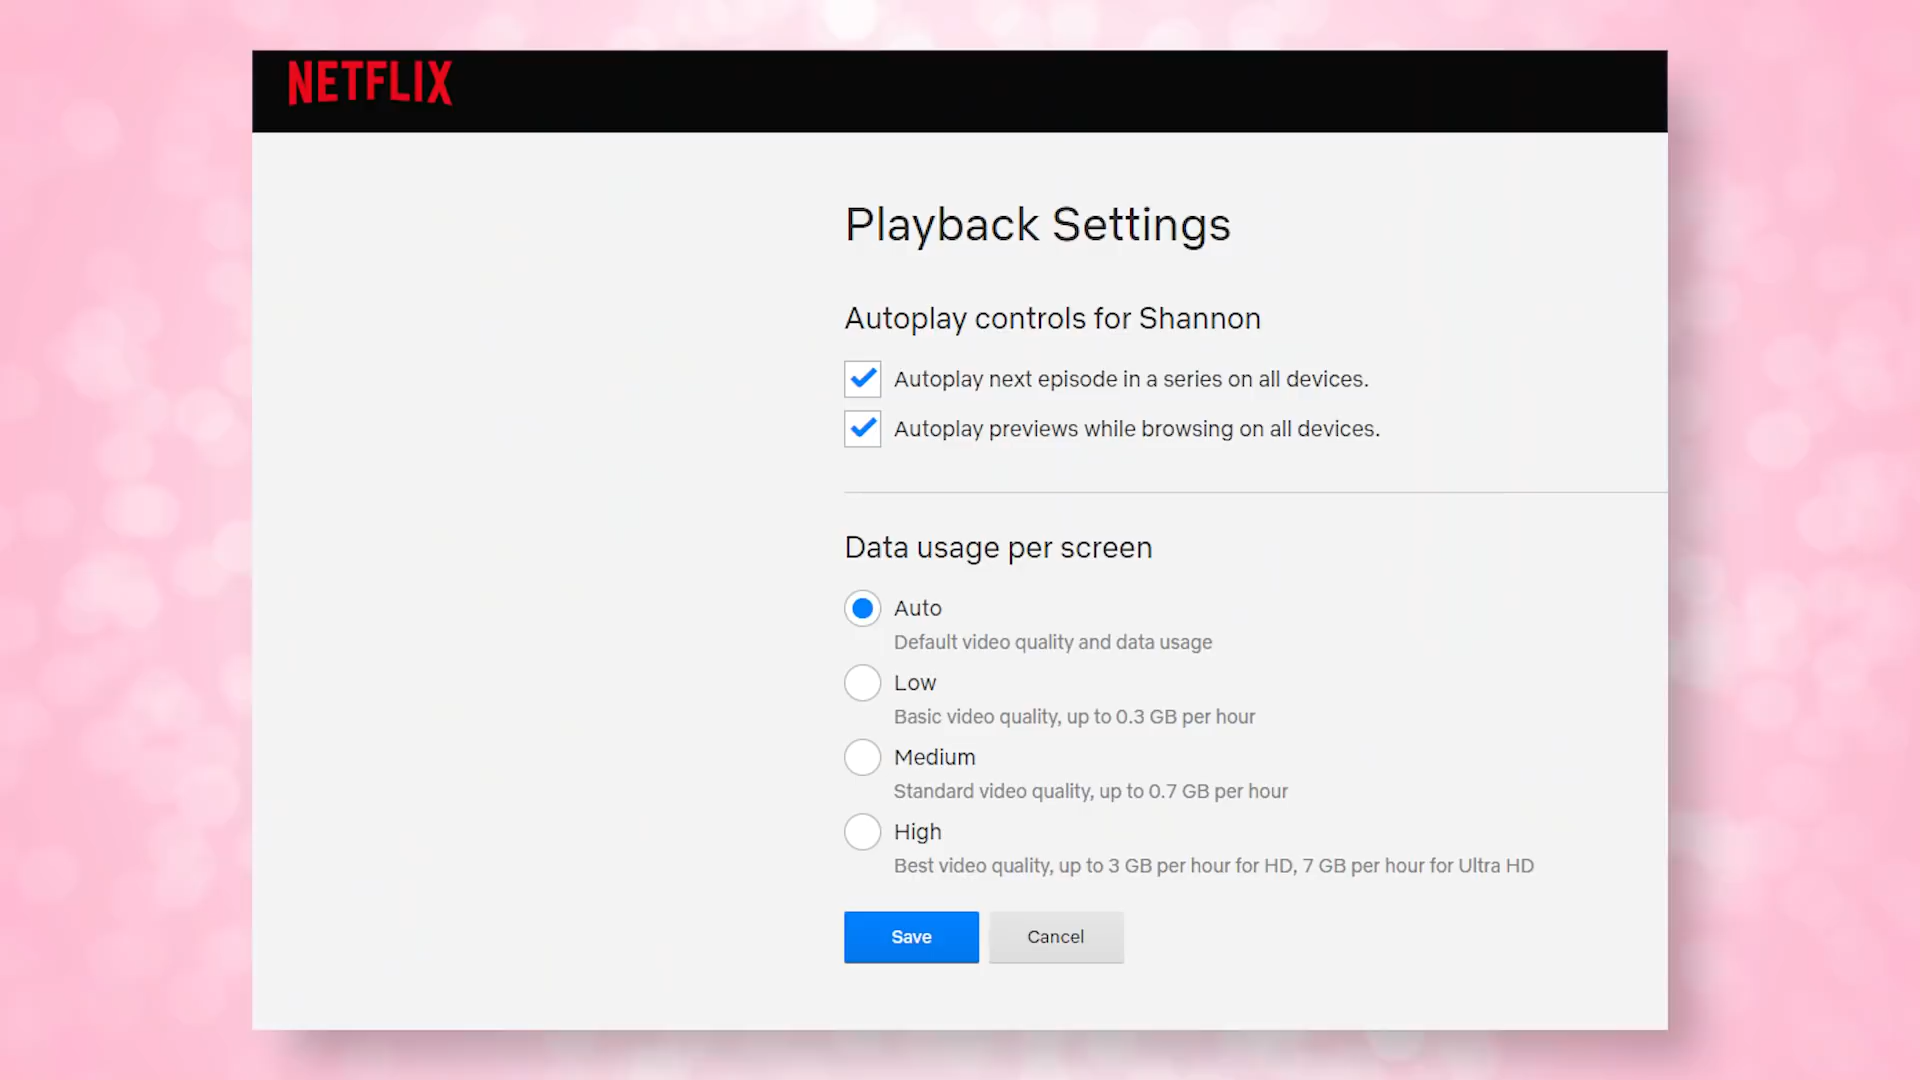 NETFLIX
Playback Settings
Autoplay controls for Shannon
Autoplay next episode in a series on all devices.
Autoplay previews while browsing on all devices.
Data usage per screen
Auto
Default video quality and data usage
Low
Basic video quality, up to 0.3 GB per hour
Medium
Standard video quality, up to 0.7 GB per hour
High
Best video quality, up to 3 GB per hour for HD, 7 GB per hour for Ultra HD
Save
Cancel